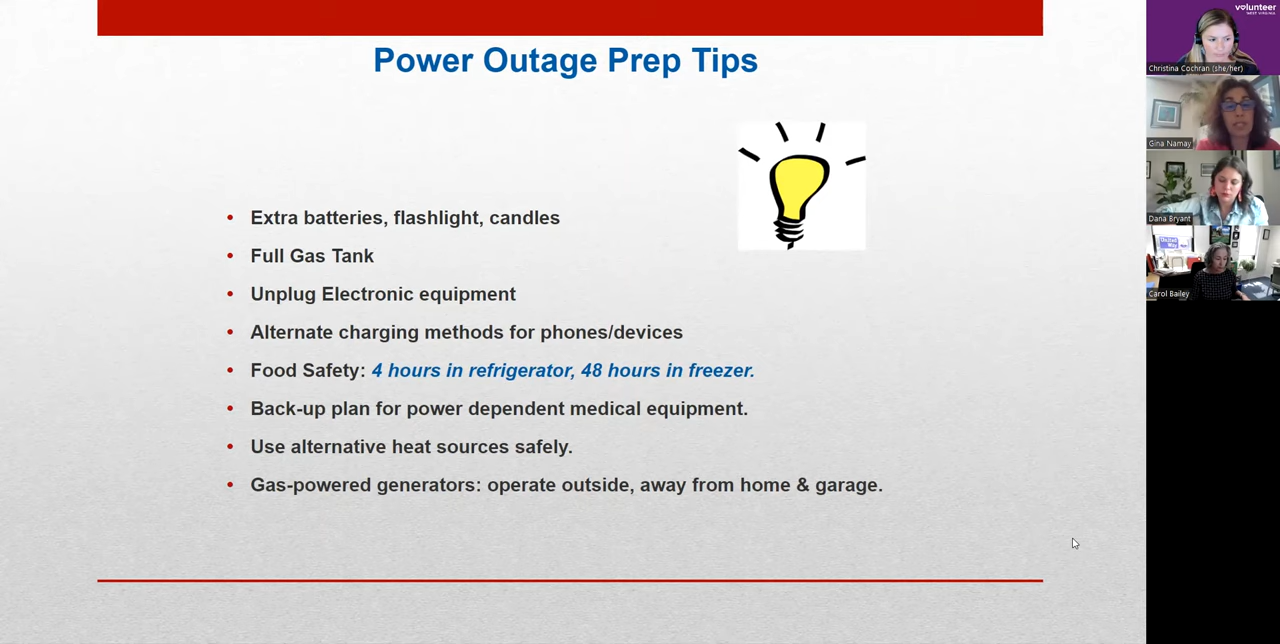 Power Outage Prep Tips
• Extra batteries, flashlight, candles
• Full Gas Tank
• Unplug Electronic equipment
• Alternate charging methods for phones/devices
• Food Safety: 4 hours in refrigerator, 48 hours in freezer.
• Back-up plan for power dependent medical equipment.
• Use alternative heat sources safely.
• Gas-powered generators: operate outside, away from home & garage.
volunteer
WEST VIRGINIA
Christina Cochran (she/her)
Gina Namay
Dana Bryant
Carol Bailey